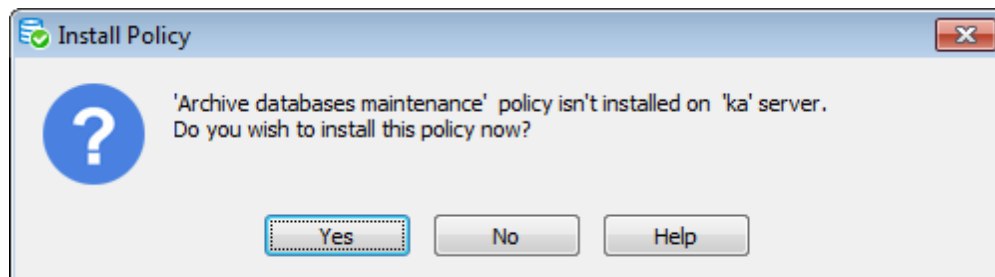 Install Policy
'Archive databases maintenance'  policy isn't installed on  'ka' server.
Do you wish to install this policy now?
?
Yes
No
Help